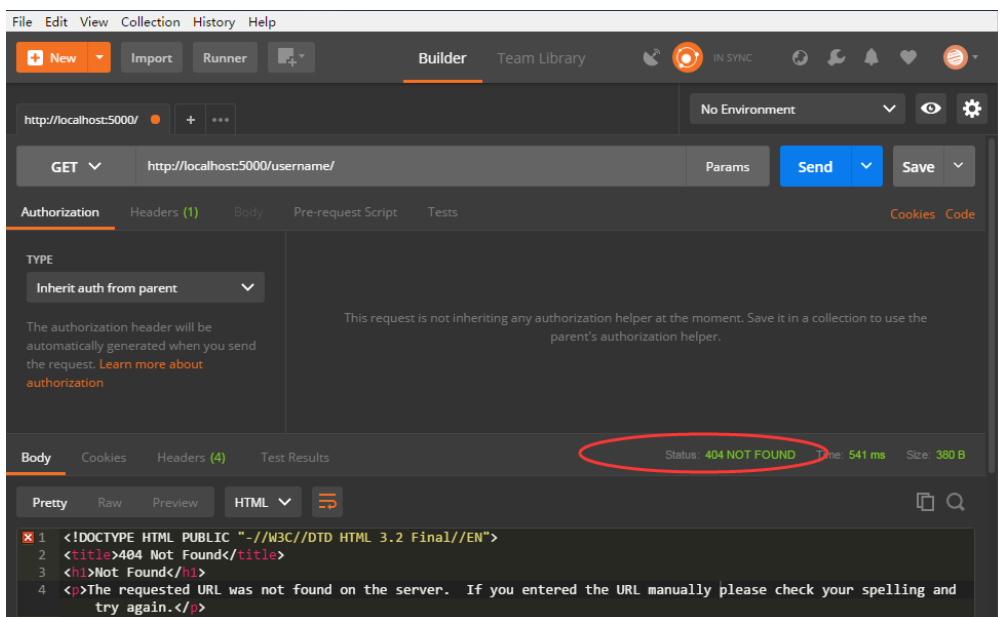 File Edit View Collection History Help
New Import Runner Builder Team Library IN SYNC
http://localhost:5000/ + ••• No Environment
GET http://localhost:5000/username/ Params Send Save
Authorization Headers (1) Body Pre-request Script Tests Cookies Code
TYPE
Inherit auth from parent
The authorization header will be
automatically generated when you send
the request. Learn more about
authorization
This request is not inheriting any authorization helper at the moment. Save it in a collection to use the
parent's authorization helper.
Body Cookies Headers (4) Test Results Status: 404 NOT FOUND Time: 541 ms Size: 380 B
Pretty Raw Preview HTML
1 <!DOCTYPE HTML PUBLIC "-//W3C//DTD HTML 3.2 Final//EN">
2 <title>404 Not Found</title>
3 <h1>Not Found</h1>
4 <p>The requested URL was not found on the server.  If you entered the URL manually please check your spelling and
try again.</p>